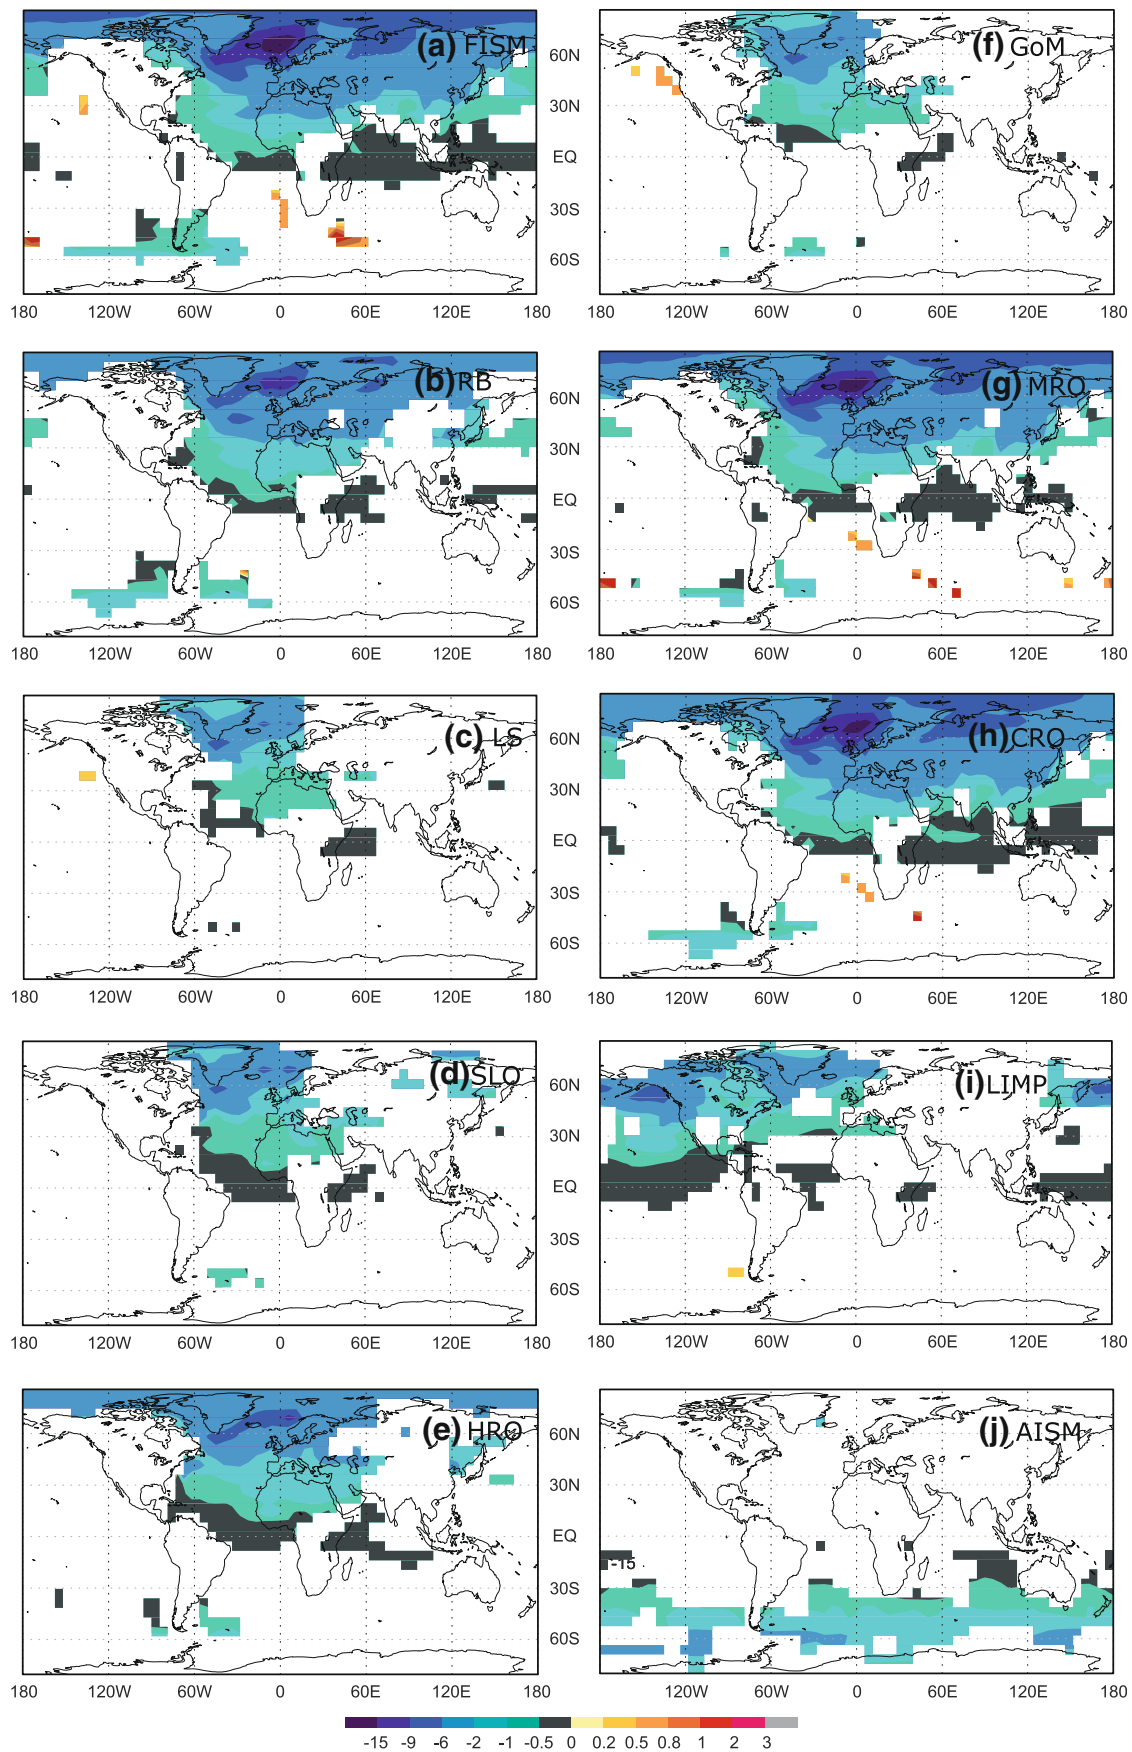 (a) FISM
60N
30N
EQ
30S
60S
180 120W 60W 0 60E 120E 180
(f) GoM
180 120W 60W 0 60E 120E 180
(b) RB
60N
30N
EQ
30S
60S
180 120W 60W 0 60E 120E 180
(g) MRO
180 120W 60W 0 60E 120E 180
(c) LS
60N
30N
EQ
30S
60S
180 120W 60W 0 60E 120E 180
(h) CRO
180 120W 60W 0 60E 120E 180
(d) SLO
60N
30N
EQ
30S
60S
180 120W 60W 0 60E 120E 180
(i) LIMP
180 120W 60W 0 60E 120E 180
(e) HRO
60N
30N
EQ
30S
60S
180 120W 60W 0 60E 120E 180
(j) AISM
-15
180 120W 60W 0 60E 120E 180
-15 -9 -6 -2 -1 -0.5 0 0.2 0.5 0.8 1 2 3